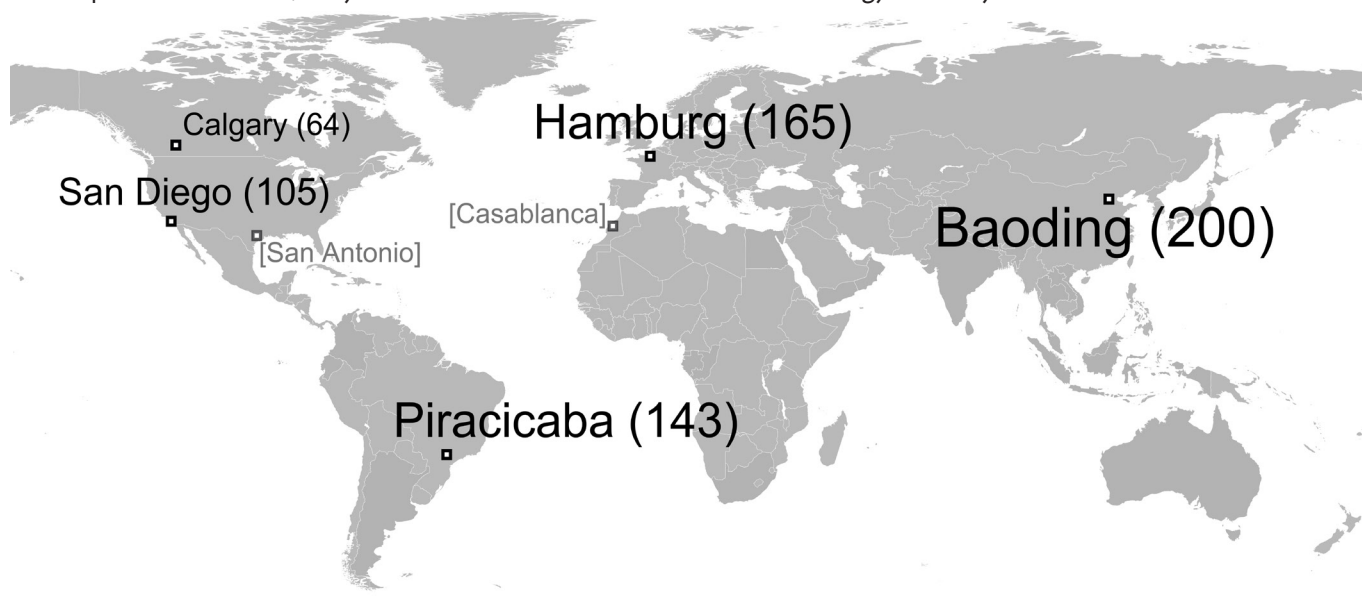 Calgary (64)
Hamburg (165)
San Diego (105)
[Casablanca]
Baoding (200)
[San Antonio]
Piracicaba (143)